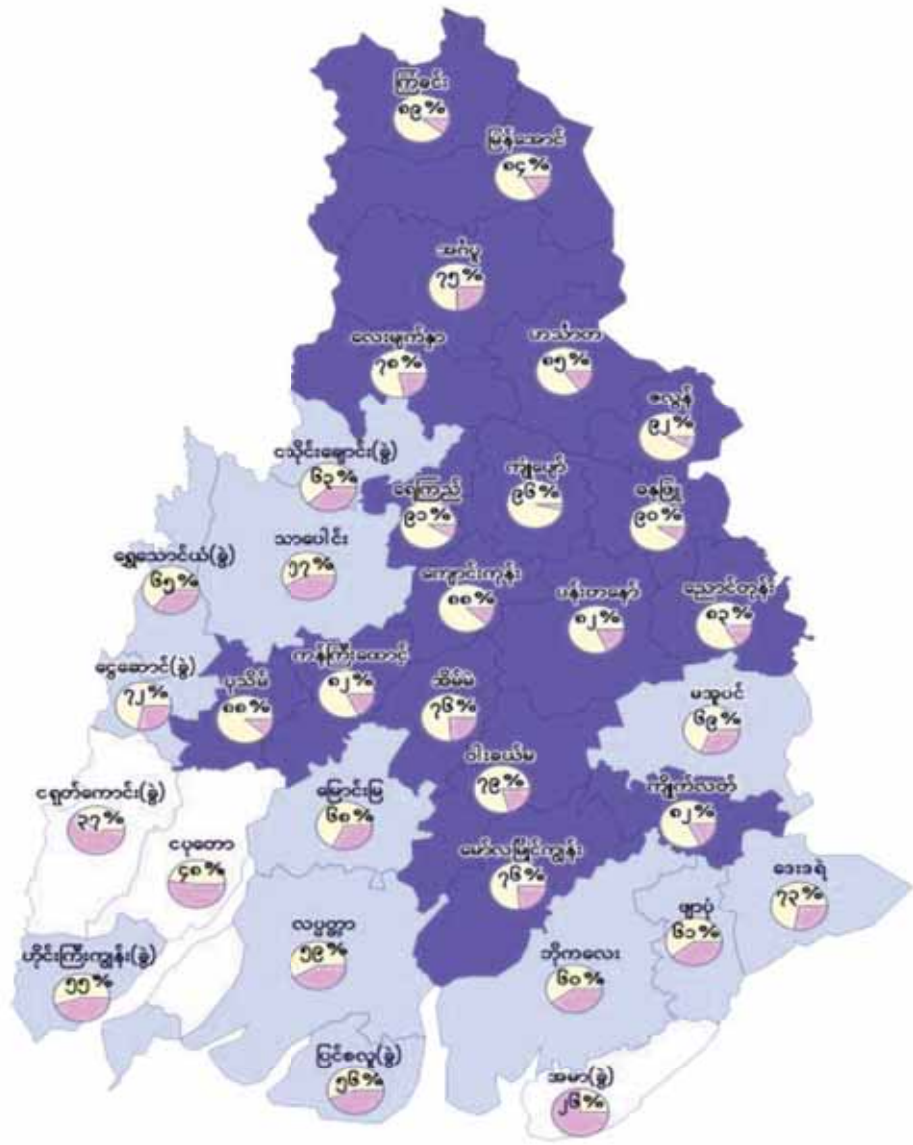 ကြံခင်း
၈၉%
မြန်အောင်
၈၄%
အင်္ဂပူ
၇၅%
လေးမျက်နှာ
၇၈%
ဟင်္သာတ
၈၅%
ဇလွန်
၉၂%
ငသိုင်းချောင်း(ခွဲ)
၆၃%
ရေကြည်
၉၁%
ကျုံပျော်
၉၆%
ဓနုဖြူ
၉၀%
ရွှေသောင်ယံ(ခွဲ)
၆၅%
သာပေါင်း
၅၇%
ကျောင်းကုန်း
၈၈%
ပန်းတနော်
၈၂%
ညောင်တုန်း
၈၃%
ငွေဆောင်(ခွဲ)
၇၂%
ပုသိမ်
၈၈%
ကန်ကြီးထောင့်
၈၂%
အိမ်မဲ
၇၆%
မအူပင်
၆၉%
ဝါးခယ်မ
၇၉%
ငရုတ်ကောင်း(ခွဲ)
၃၇%
ငပုတော
၄၈%
မြောင်းမြ
၆၈%
ကျိုက်လတ်
၈၂%
မော်လမြိုင်ကျွန်း
၇၆%
ဒေးဒရဲ
၇၃%
ဖျာပုံ
၆၁%
လပွတ္တာ
၅၉%
ဘိုကလေး
၆၀%
ဟိုင်းကြီးကျွန်း(ခွဲ)
၅၅%
ပြင်စလူ(ခွဲ)
၅၆%
အမာ(ခွဲ)
၂၆%